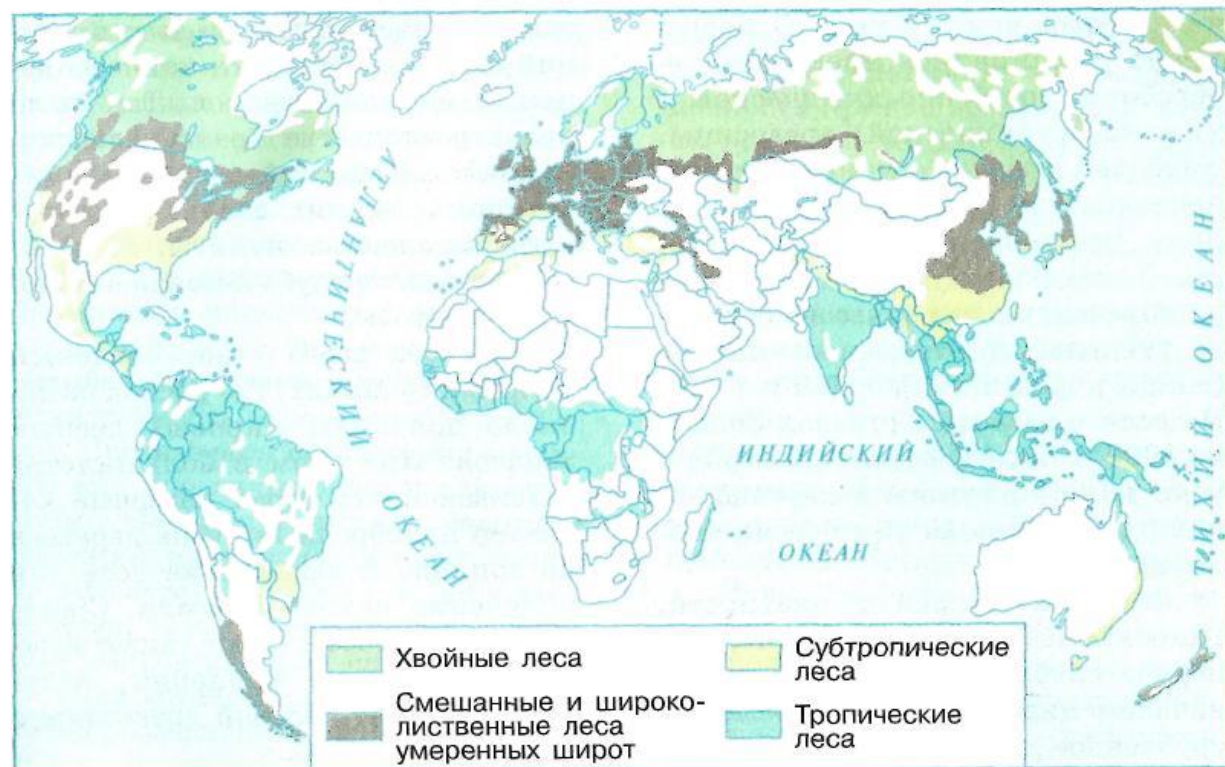 АТЛАНТИЧЕСКИЙ
ОКЕАН
ИНДИЙСКИЙ
ОКЕАН
ТИХИЙ ОКЕАН
Хвойные леса
Смешанные и широко-
лиственные леса
умеренных широт
Субтропические
леса
Тропические
леса